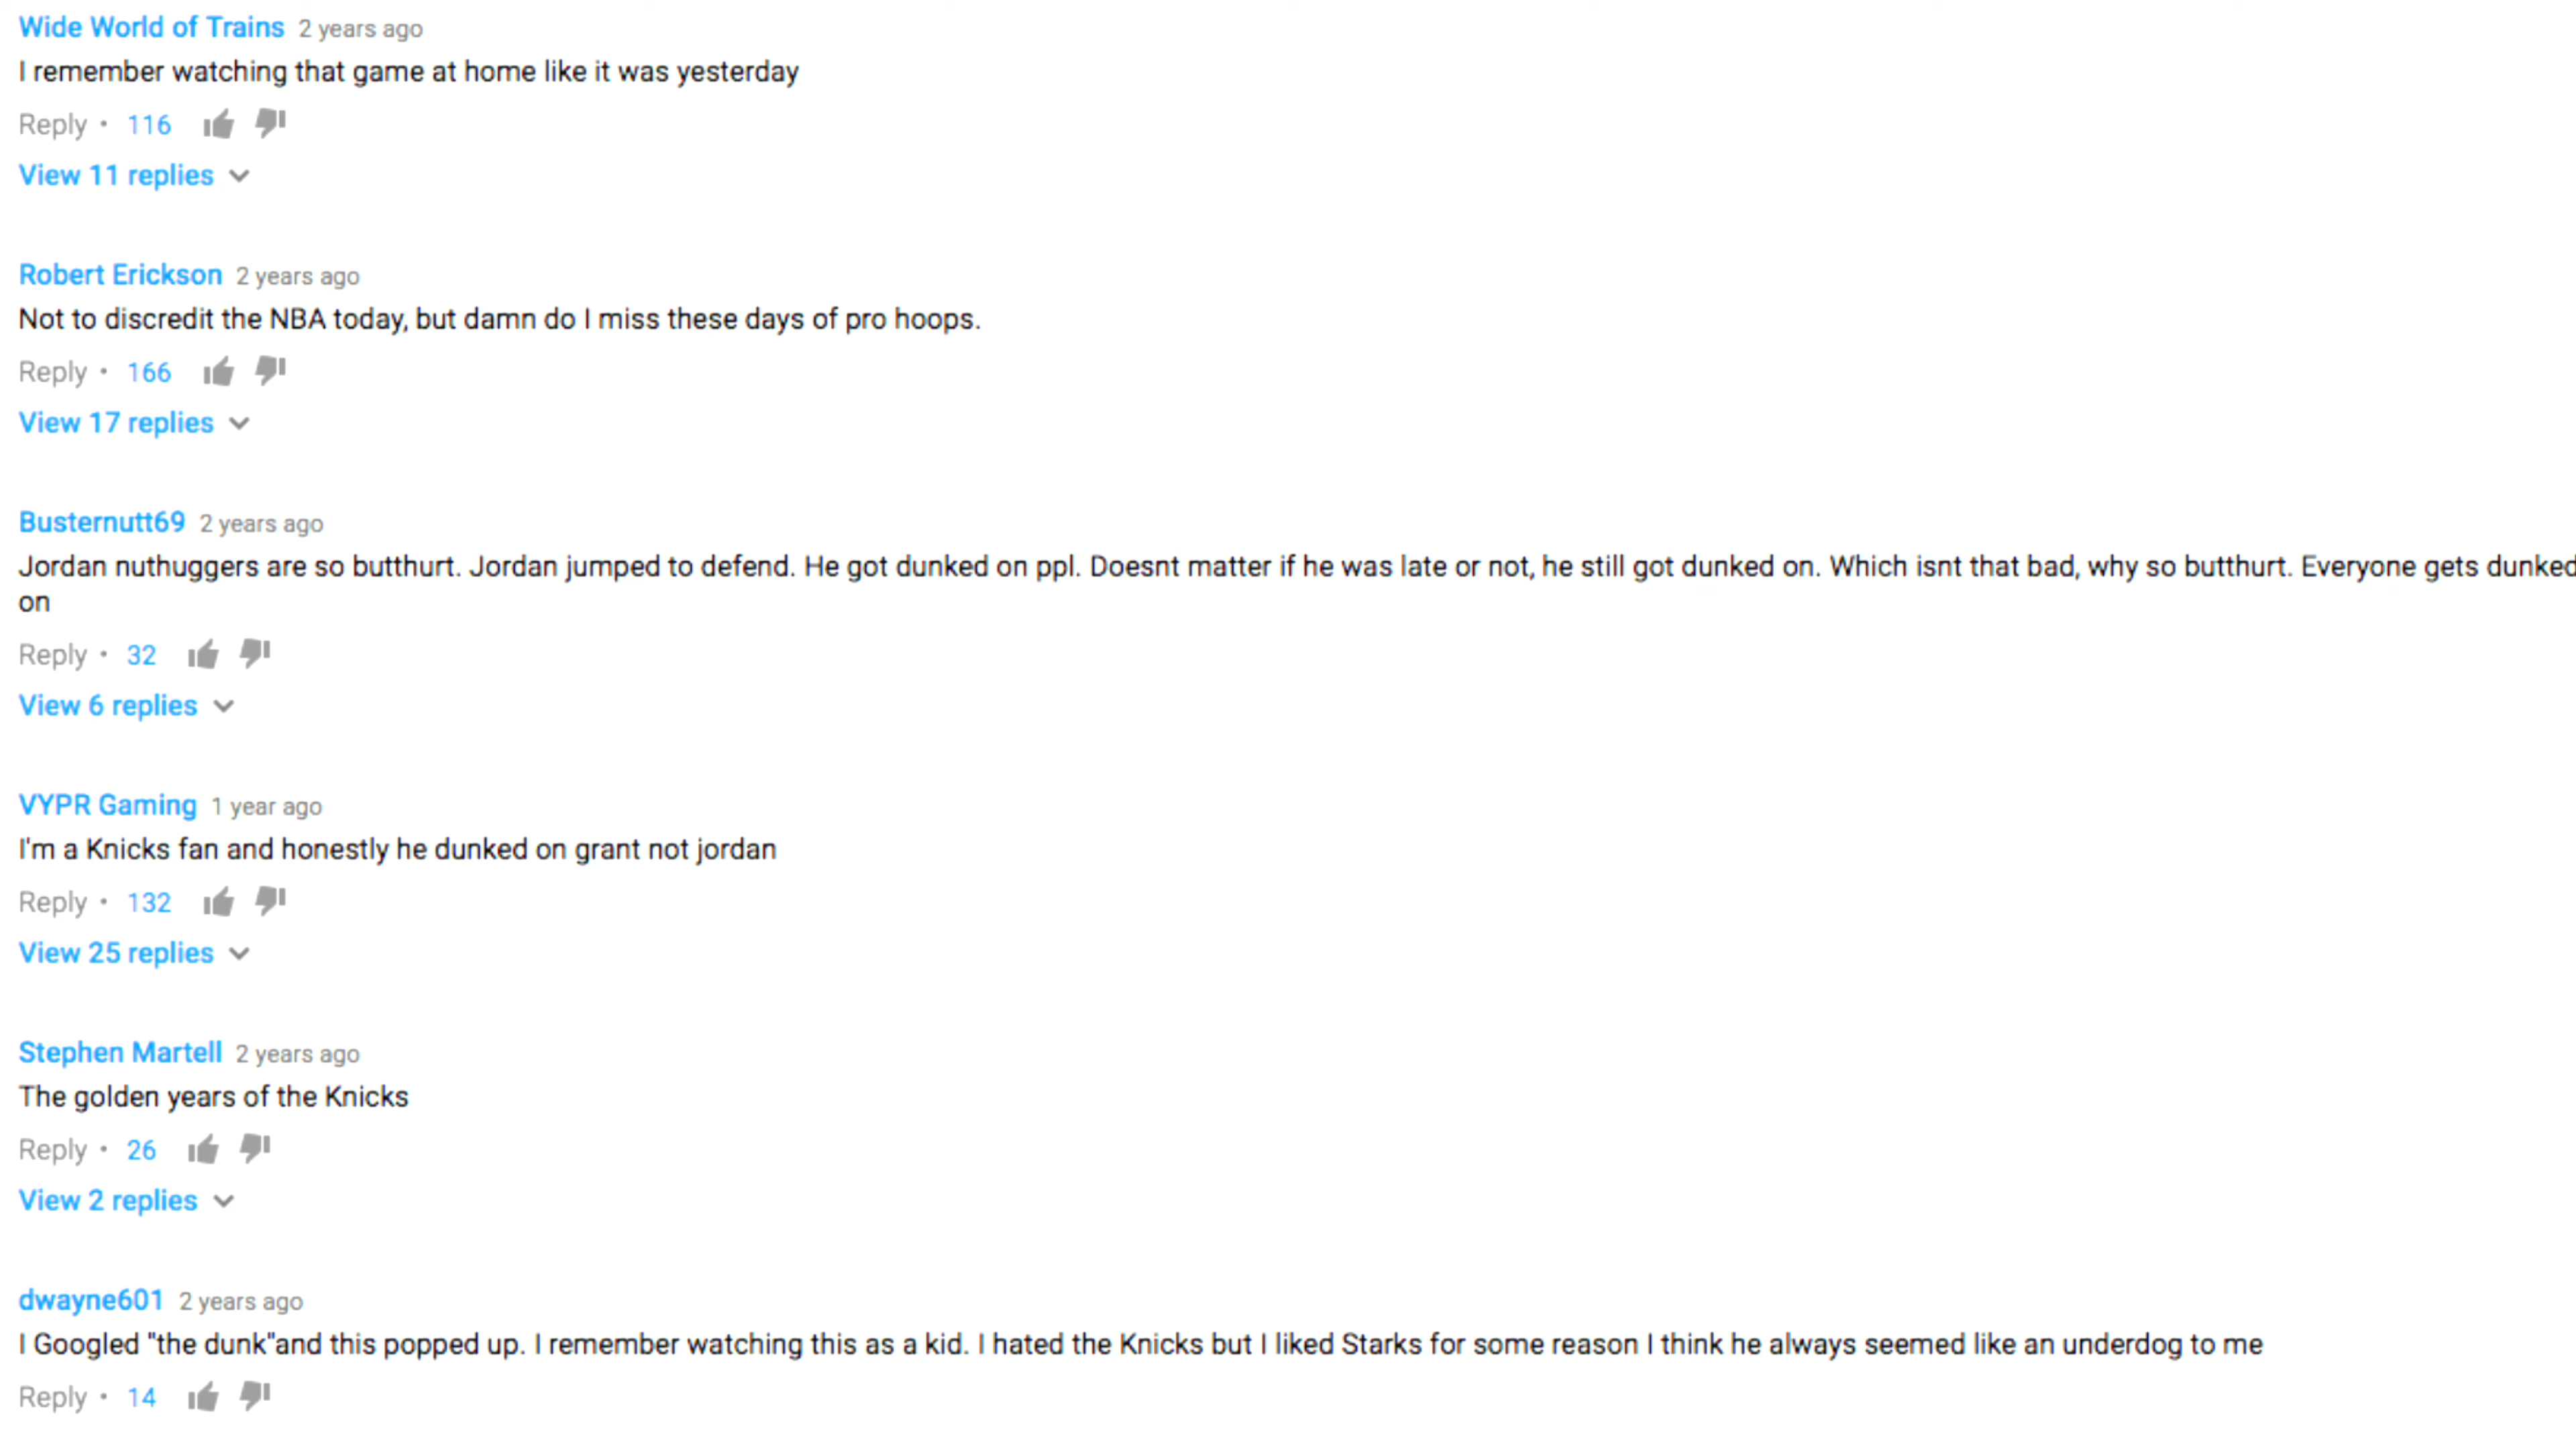 Wide World of Trains 2 years ago
I remember watching that game at home like it was yesterday
Reply • 116
View 11 replies
Robert Erickson 2 years ago
Not to discredit the NBA today, but damn do I miss these days of pro hoops.
Reply • 166
View 17 replies
Busternutt69 2 years ago
Jordan nuthuggers are so butthurt. Jordan jumped to defend. He got dunked on ppl. Doesnt matter if he was late or not, he still got dunked on. Which isnt that bad, why so butthurt. Everyone gets dunked
on
Reply • 32
View 6 replies
VYPR Gaming 1 year ago
I'm a Knicks fan and honestly he dunked on grant not jordan
Reply • 132
View 25 replies
Stephen Martell 2 years ago
The golden years of the Knicks
Reply • 26
View 2 replies
dwayne601 2 years ago
I Googled "the dunk"and this popped up. I remember watching this as a kid. I hated the Knicks but I liked Starks for some reason I think he always seemed like an underdog to me
Reply • 14